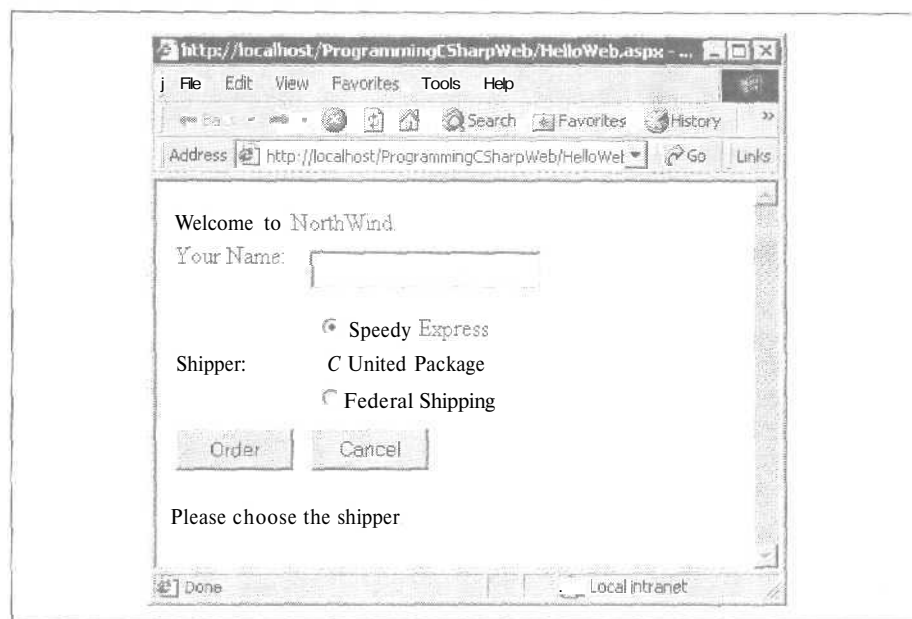 http://localhost/ProgrammingCSharpWeb/HelloWeb.aspx - ...
j File Edit View Favorites Tools Help
Search Favorites History »
Address http://localhost/ProgrammingCSharpWeb/HelloWet Go Links
Welcome to NorthWind.
Your Name:
Speedy Express
Shipper: C United Package
Federal Shipping
Order Cancel
Please choose the shipper
Done Local intranet